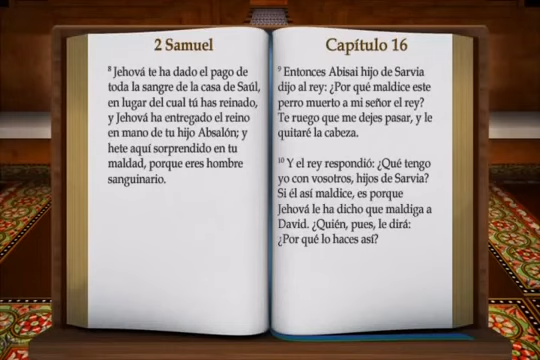 2 Samuel
⁸ Jehová te ha dado el pago de
toda la sangre de la casa de Saúl,
en lugar del cual tú has reinado,
y Jehová ha entregado el reino
en mano de tu hijo Absalón; y
hete aquí sorprendido en tu
maldad, porque eres hombre
sanguinario.
Capítulo 16
⁹ Entonces Abisai hijo de Sarvia
dijo al rey: ¿Por qué maldice este
perro muerto a mi señor el rey?
Te ruego que me dejes pasar, y le
quitaré la cabeza.
¹⁰ Y el rey respondió: ¿Qué tengo
yo con vosotros, hijos de Sarvia?
Si él así maldice, es porque
Jehová le ha dicho que maldiga a
David. ¿Quién, pues, le dirá:
¿Por qué lo haces así?